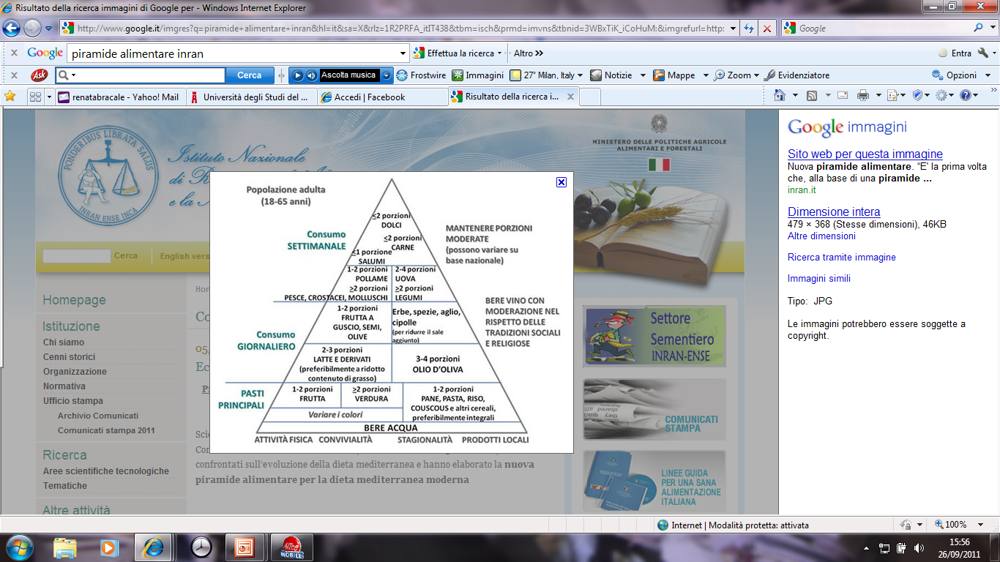 Risultato della ricerca immagini di Google per - Windows Internet Explorer
http://www.google.it/imgres?q=piramide+alimentare+inran&hl=it&sa=X&rlz=1R2PRFA_itIT438&tbm=isch&prmd=imvns&tbnid=3WBxTiK_iCoHuM:&imgrefurl=http:
Google
Google
piramide alimentare inran
Effettua la ricerca
Altro »
Entra
Ask
Cerca
Ascolta musica
Frostwire
Immagini
27° Milan, Italy
Notizie
Mappe
Zoom
Evidenziatore
Opzioni
renatabracale - Yahoo! Mail
Università degli Studi del ...
Accedi | Facebook
Risultato della ricerca i...
PONDERIBUS LIBRATA SALUS
INRAN ENSE INCA
Istituto Nazionale
di R
e la
MINISTERO DELLE POLITICHE AGRICOLE
ALIMENTARI E FORESTALI
Cerca
English vers
Homepage
Istituzione
Chi siamo
Cenni storici
Organizzazione
Normativa
Ufficio stampa
Archivio Comunicati
Comunicati stampa 2011
Ricerca
Aree scientifiche tecnologiche
Tematiche
Altre attività
Hom
Co
05/
Ec
P
Scie
Con
confrontati sull'evoluzione della dieta mediterranea e hanno elaborato la nuova
piramide alimentare per la dieta mediterranea moderna
Popolazione adulta
(18-65 anni)
≤2 porzioni
DOLCI
Consumo
SETTIMANALE
≤2 porzioni
CARNE
≤1 porzione
SALUMI
MANTENERE PORZIONI
MODERATE
(possono variare su
base nazionale)
1-2 porzioni
POLLAME
≥2 porzioni
PESCE, CROSTACEI, MOLLUSCHI
2-4 porzioni
UOVA
≥2 porzioni
LEGUMI
BERE VINO CON
MODERAZIONE NEL
RISPETTO DELLE
TRADIZIONI SOCIALI
E RELIGIOSE
Consumo
GIORNALIERO
1-2 porzioni
FRUTTA A
GUSCIO, SEMI,
OLIVE
Erbe, spezie, aglio,
cipolle
(per ridurre il sale
aggiunto)
2-3 porzioni
LATTE E DERIVATI
(preferibilmente a ridotto
contenuto di grasso)
3-4 porzioni
OLIO D'OLIVA
PASTI
PRINCIPALI
1-2 porzioni
FRUTTA
≥2 porzioni
VERDURA
Variare i colori
1-2 porzioni
PANE, PASTA, RISO,
COUSCOUS e altri cereali,
preferibilmente integrali
BERE ACQUA
ATTIVITÀ FISICA CONVIVIALITÀ STAGIONALITÀ PRODOTTI LOCALI
Settore
Sementiero
INRAN-ENSE
COMUNICATI
STAMPA
LINEE GUIDA
PER UNA SANA
ALIMENTAZIONE
ITALIANA
Google immagini
Sito web per questa immagine
Nuova piramide alimentare. "E' la prima volta
che, alla base di una piramide ...
inran.it
Dimensione intera
479 × 368 (Stesse dimensioni), 46KB
Altre dimensioni
Ricerca tramite immagine
Immagini simili
Tipo: JPG
Le immagini potrebbero essere soggette a
copyright.
Internet | Modalità protetta: attivata
100%
MOBILE
15:56
26/09/2011